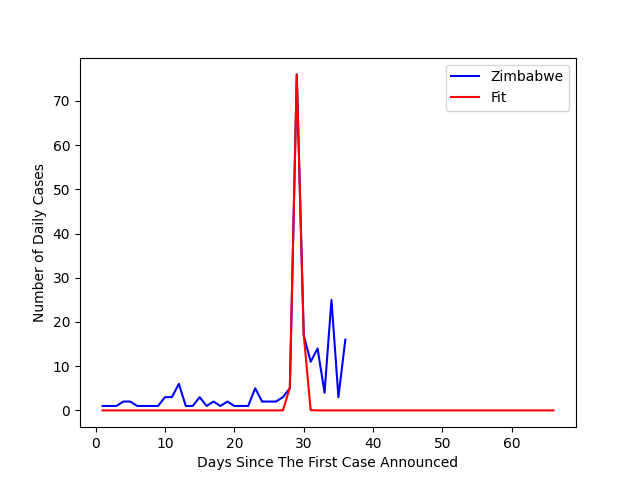 Zimbabwe
Fit
70
60
50
40
30
20
10
0
Number of Daily Cases
0 10 20 30 40 50 60
Days Since The First Case Announced